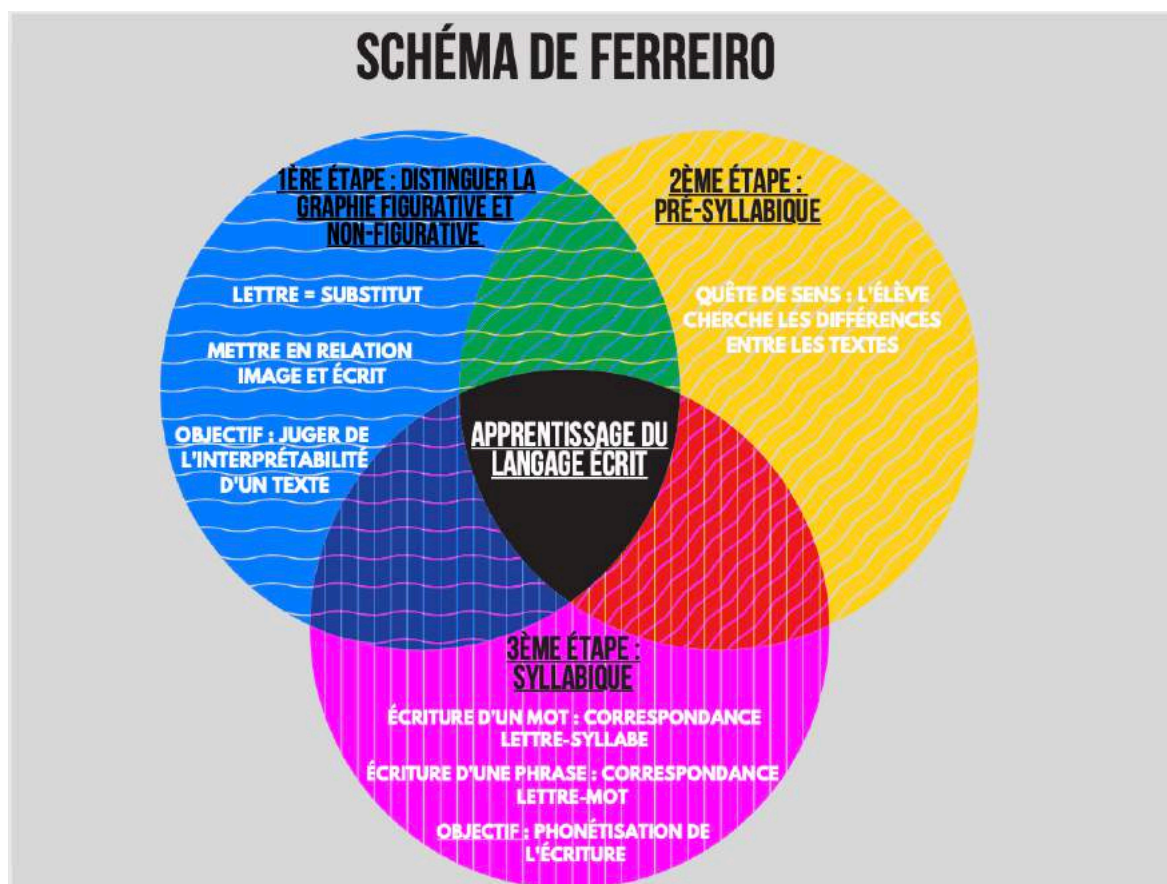 SCHÉMA DE FERREIRO
1ÈRE ÉTAPE : DISTINGUER LA
GRAPHIE FIGURATIVE ET
NON-FIGURATIVE
LETTRE = SUBSTITUT
METTRE EN RELATION
IMAGE ET ÉCRIT
OBJECTIF : JUGER DE
L'INTERPRÉTABILITÉ
D'UN TEXTE
2ÈME ÉTAPE :
PRÉ-SYLLABIQUE
QUÊTE DE SENS : L'ÉLÈVE
CHERCHE LES DIFFÉRENCES
ENTRE LES TEXTES
APPRENTISSAGE DU
LANGAGE ÉCRIT
3ÈME ÉTAPE :
SYLLABIQUE
ÉCRITURE D'UN MOT : CORRESPONDANCE
LETTRE-SYLLABE
ÉCRITURE D'UNE PHRASE : CORRESPONDANCE
LETTRE-MOT
OBJECTIF : PHONÉTISATION DE
L'ÉCRITURE